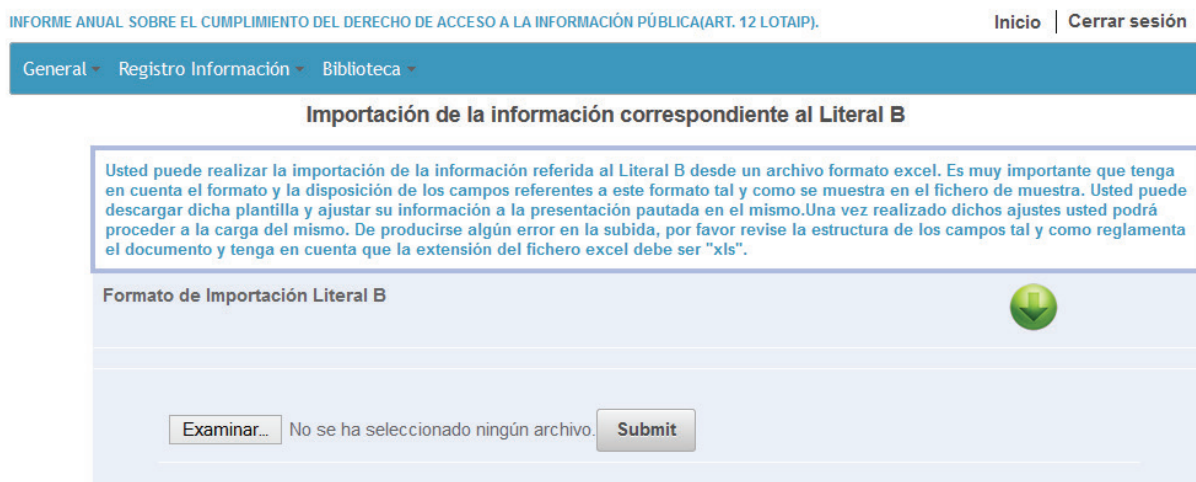 INFORME ANUAL SOBRE EL CUMPLIMIENTO DEL DERECHO DE ACCESO A LA INFORMACIÓN PÚBLICA(ART. 12 LOTAIP).
Inicio | Cerrar sesión
General Registro Información Biblioteca
Importación de la información correspondiente al Literal B
Usted puede realizar la importación de la información referida al Literal B desde un archivo formato excel. Es muy importante que tenga
en cuenta el formato y la disposición de los campos referentes a este formato tal y como se muestra en el fichero de muestra. Usted puede
descargar dicha plantilla y ajustar su información a la presentación pautada en el mismo.Una vez realizado dichos ajustes usted podrá
proceder a la carga del mismo. De producirse algún error en la subida, por favor revise la estructura de los campos tal y como reglamenta
el documento y tenga en cuenta que la extensión del fichero excel debe ser "xls".
Formato de Importación Literal B
Examinar... No se ha seleccionado ningún archivo. Submit